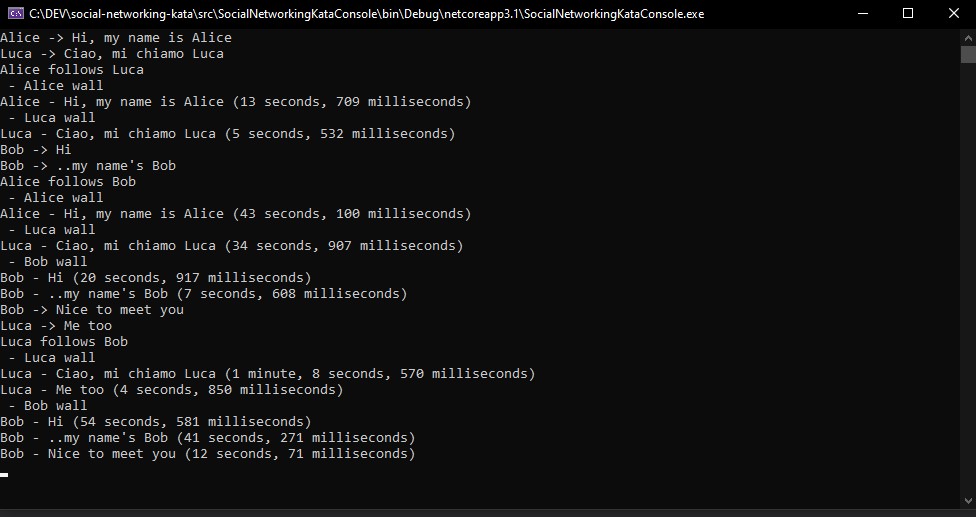 C:\DEV\social-networking-kata\src\SocialNetworkingKataConsole\bin\Debug\netcoreapp3.1\SocialNetworkingKataConsole.exe
Alice -> Hi, my name is Alice
Luca -> Ciao, mi chiamo Luca
Alice follows Luca
 - Alice wall
Alice - Hi, my name is Alice (13 seconds, 709 milliseconds)
 - Luca wall
Luca - Ciao, mi chiamo Luca (5 seconds, 532 milliseconds)
Bob -> Hi
Bob -> ..my name's Bob
Alice follows Bob
 - Alice wall
Alice - Hi, my name is Alice (43 seconds, 100 milliseconds)
 - Luca wall
Luca - Ciao, mi chiamo Luca (34 seconds, 907 milliseconds)
 - Bob wall
Bob - Hi (20 seconds, 917 milliseconds)
Bob - ..my name's Bob (7 seconds, 608 milliseconds)
Bob -> Nice to meet you
Luca -> Me too
Luca follows Bob
 - Luca wall
Luca - Ciao, mi chiamo Luca (1 minute, 8 seconds, 570 milliseconds)
Luca - Me too (4 seconds, 850 milliseconds)
 - Bob wall
Bob - Hi (54 seconds, 581 milliseconds)
Bob - ..my name's Bob (41 seconds, 271 milliseconds)
Bob - Nice to meet you (12 seconds, 71 milliseconds)